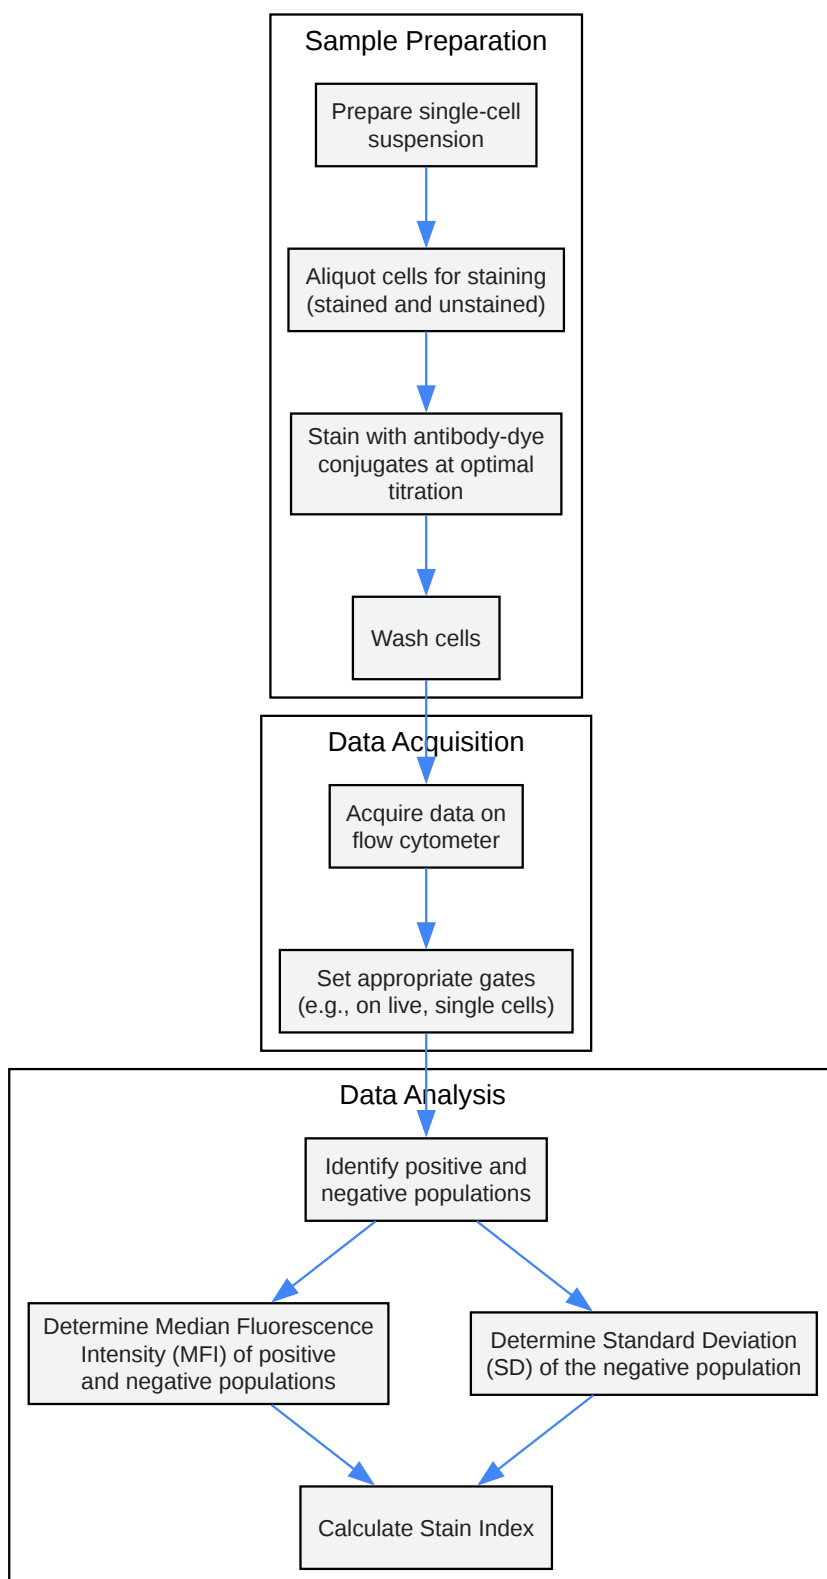 Sample Preparation
Prepare single-cell
suspension
Aliquot cells for staining
(stained and unstained)
Stain with antibody-dye
conjugates at optimal
titration
Wash cells
Data Acquisition
Acquire data on
flow cytometer
Set appropriate gates
(e.g., on live, single cells)
Data Analysis
Identify positive and
negative populations
Determine Median Fluorescence
Intensity (MFI) of positive
and negative populations
Determine Standard Deviation
(SD) of the negative population
Calculate Stain Index